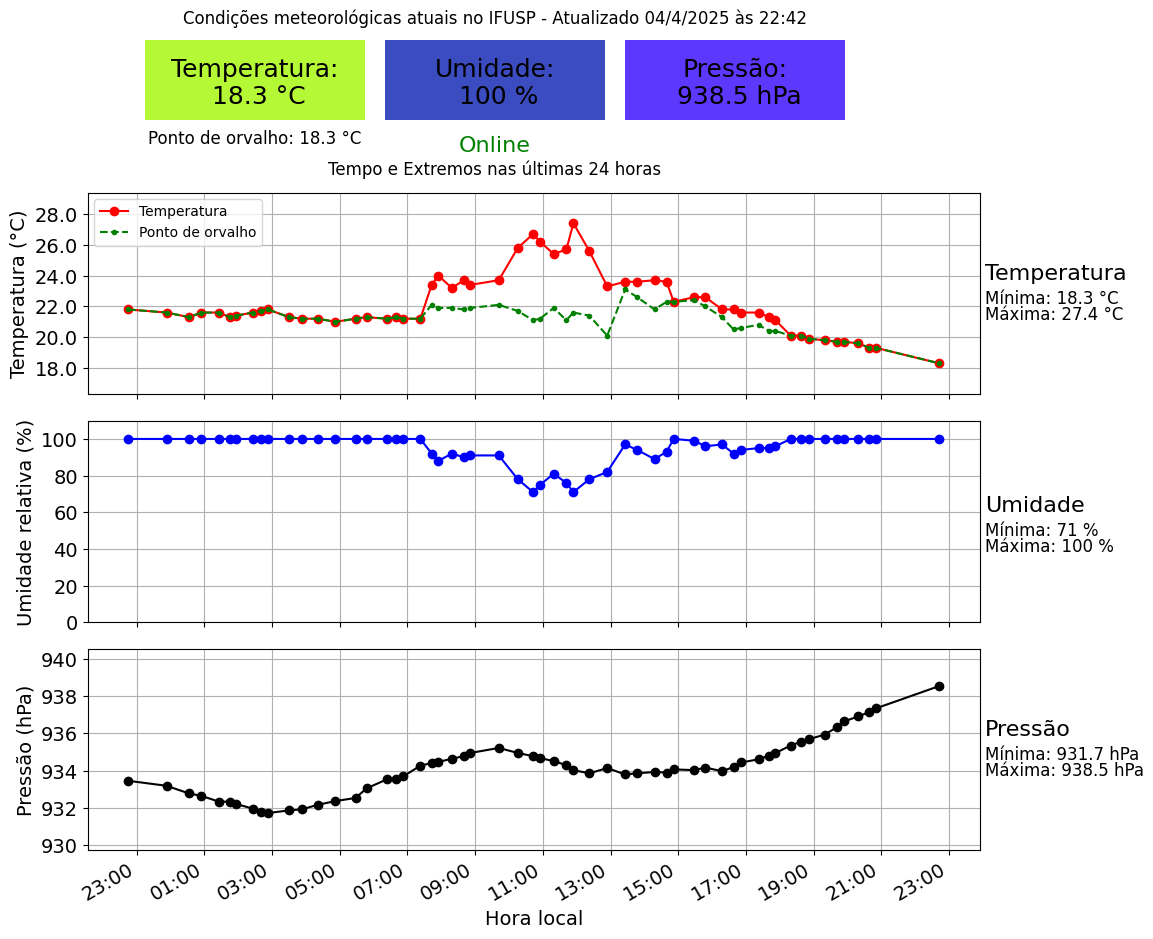 Condições meteorológicas atuais no IFUSP - Atualizado 04/4/2025 às 22:42
Temperatura:
18.3 °C
Umidade:
100 %
Pressão:
938.5 hPa
Ponto de orvalho: 18.3 °C
Online
Tempo e Extremos nas últimas 24 horas
Temperatura (°C)
28.0
26.0
24.0
22.0
20.0
18.0
Temperatura
Ponto de orvalho
Temperatura
Mínima: 18.3 °C
Máxima: 27.4 °C
Umidade relativa (%)
100
80
60
40
20
0
Umidade
Mínima: 71 %
Máxima: 100 %
Pressão (hPa)
940
938
936
934
932
930
Pressão
Mínima: 931.7 hPa
Máxima: 938.5 hPa
23:00 01:00 03:00 05:00 07:00 09:00 11:00 13:00 15:00 17:00 19:00 21:00 23:00
Hora local